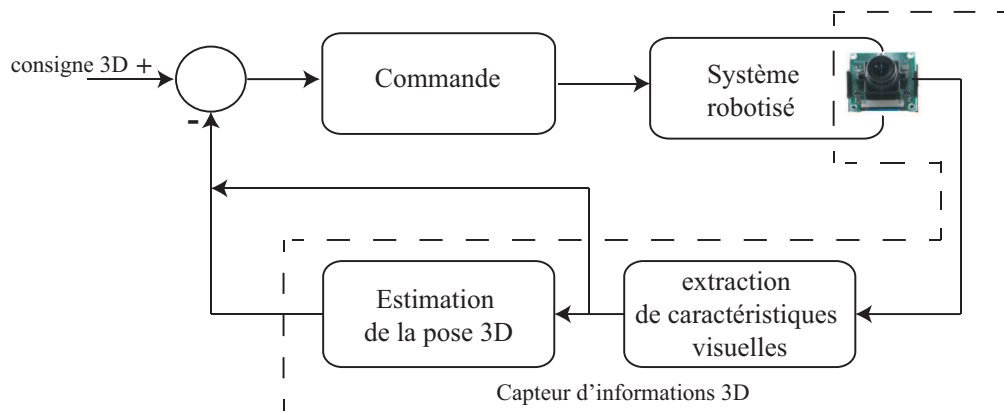 consigne 3D +
-
Commande
Système
robotisé
Estimation
de la pose 3D
extraction
de caractéristiques
visuelles
Capteur d'informations 3D